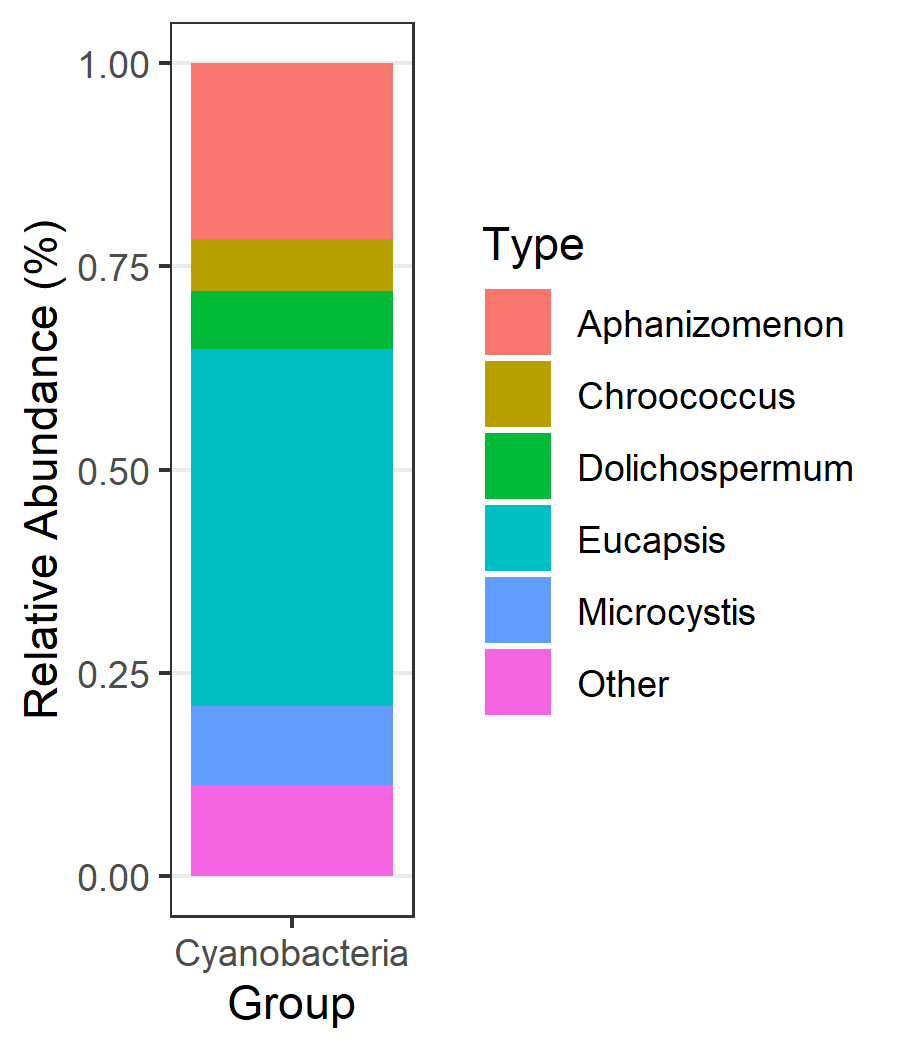 Relative Abundance (%)
1.00
0.75
0.50
0.25
0.00
Cyanobacteria
Group
Type
Aphanizomenon
Chroococcus
Dolichospermum
Eucapsis
Microcystis
Other